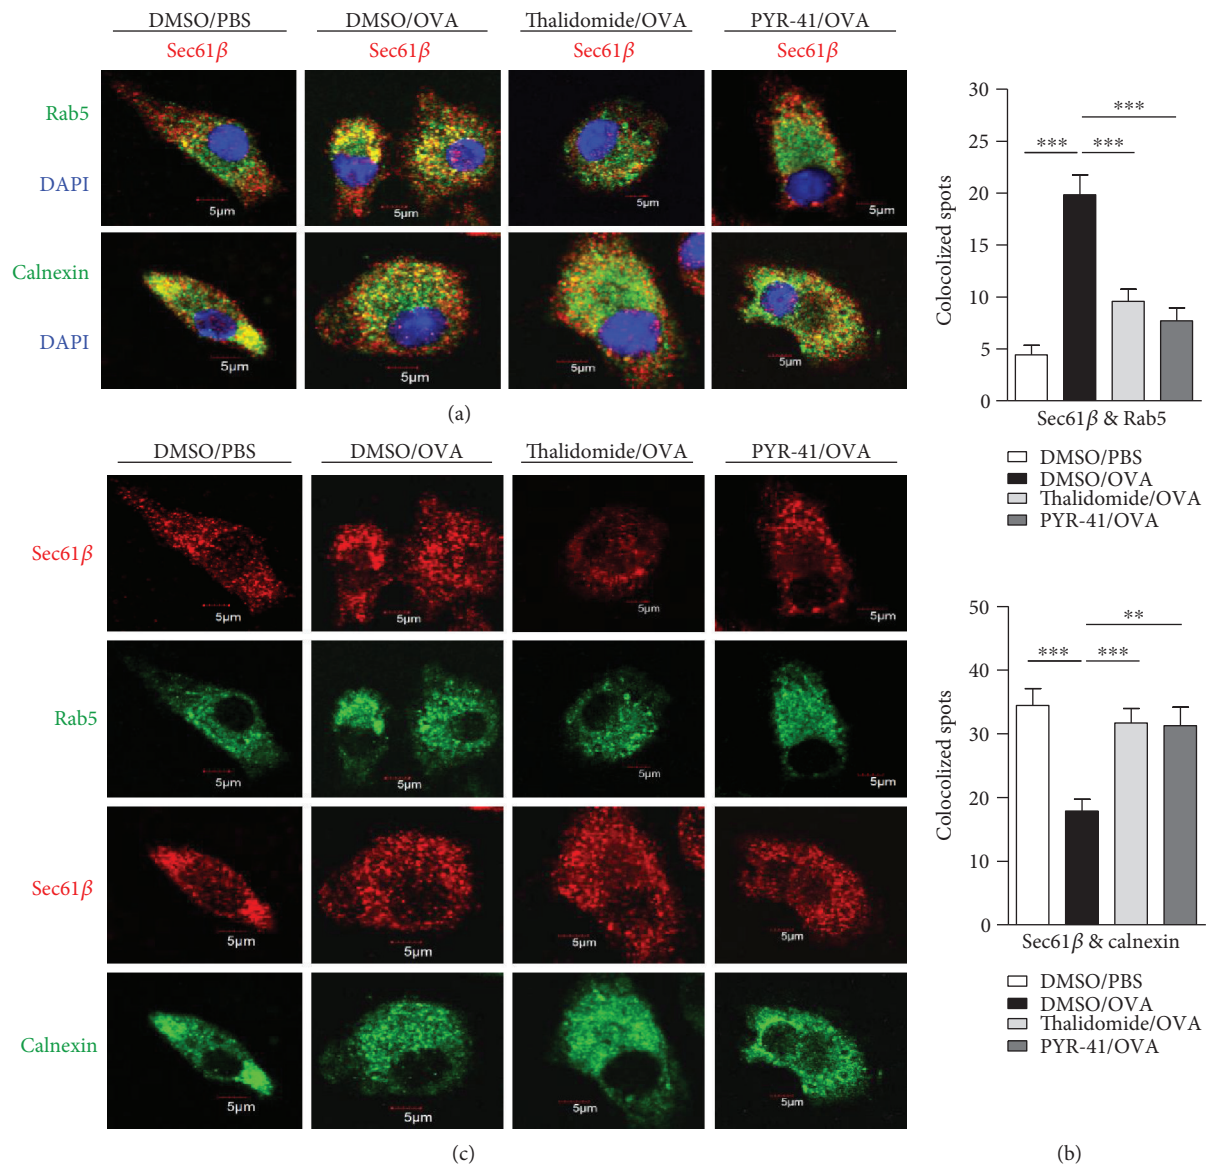 DMSO/PBS DMSO/OVA Thalidomide/OVA PYR-41/OVA
Sec61β Sec61β Sec61β Sec61β
Rab5
DAPI
5μm 5μm 5μm 5μm
Calnexin
DAPI
5μm 5μm 5μm 5μm
(a)
DMSO/PBS DMSO/OVA Thalidomide/OVA PYR-41/OVA
Sec61β
5μm 5μm 5μm 5μm
Rab5
5μm 5μm 5μm 5μm
Sec61β
5μm 5μm 5μm 5μm
Calnexin
5μm 5μm 5μm 5μm
(c)
Colocolized spots
30
25
20
15
10
5
0
***
*** ***
Sec61β & Rab5
DMSO/PBS
DMSO/OVA
Thalidomide/OVA
PYR-41/OVA
Colocolized spots
50
40
30
20
10
0
**
*** ***
Sec61β & calnexin
DMSO/PBS
DMSO/OVA
Thalidomide/OVA
PYR-41/OVA
(b)